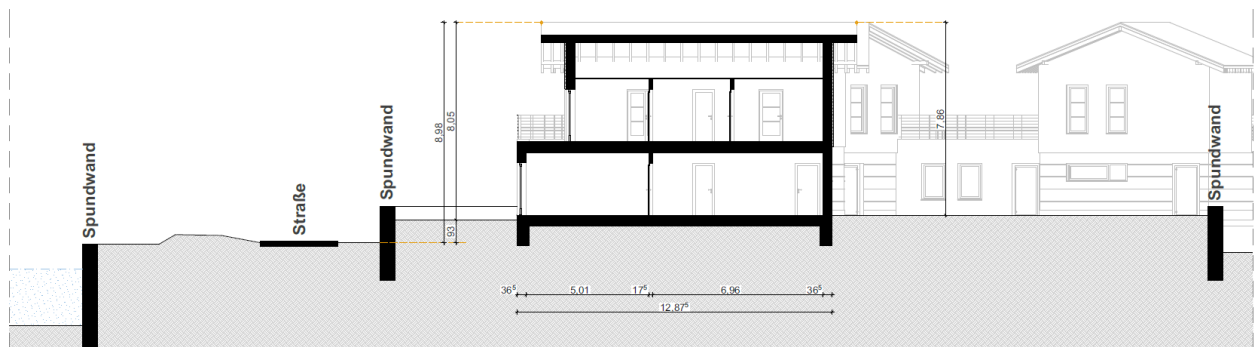 Spundwand
Straße
Spundwand
8,98
8,05
93
7,86
Spundwand
36⁵
5,01
17⁵
6,96
36⁵
12,87⁵